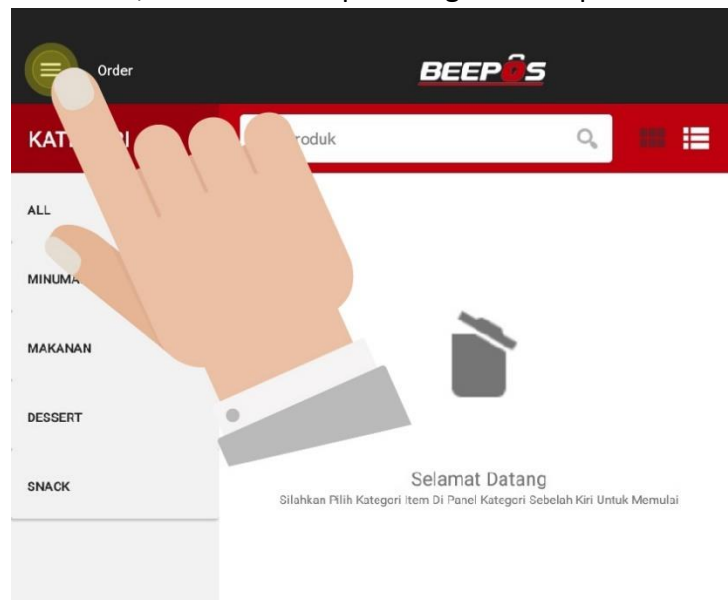 Order
BEEPOS
roduk
ALL
MAKANAN
DESSERT
SNACK
Selamat Datang
Silahkan Pilih Kategori Item Di Panel Kategori Sebelah Kiri Untuk Memulai